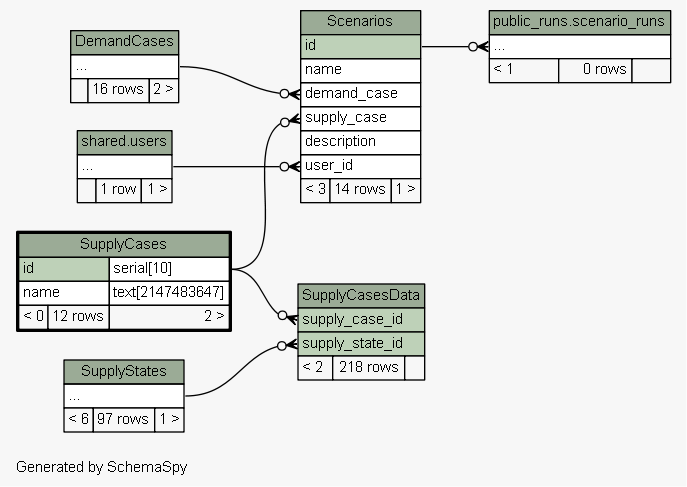 DemandCases
...
16 rows 2 >
shared.users
...
1 row 1 >
SupplyCases
id serial[10]
name text[2147483647]
< 0 12 rows 2 >
SupplyStates
...
< 6 97 rows 1 >
Scenarios
id
name
demand_case
supply_case
description
user_id
< 3 14 rows 1 >
SupplyCasesData
supply_case_id
supply_state_id
< 2 218 rows
public_runs.scenario_runs
...
< 1 0 rows
Generated by SchemaSpy